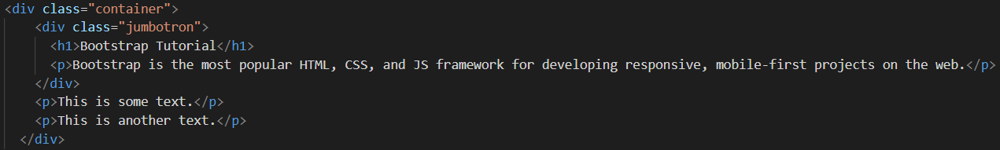 <div class="container">
<div class="jumbotron">
<h1>Bootstrap Tutorial</h1>
<p>Bootstrap is the most popular HTML, CSS, and JS framework for developing responsive, mobile-first projects on the web.</p>
</div>
<p>This is some text.</p>
<p>This is another text.</p>
</div>